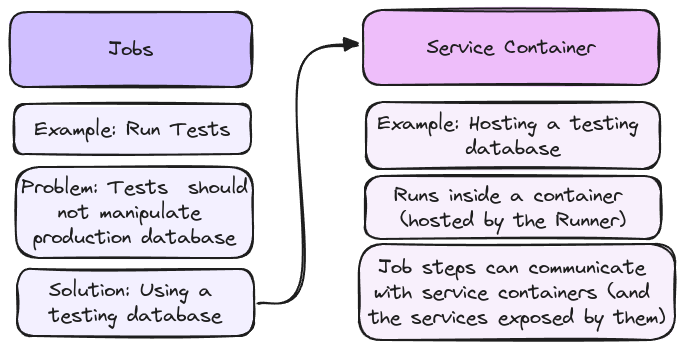 Jobs
Example: Run Tests
Problem: Tests should
not manipulate
production database
Solution: Using a
testing database
Service Container
Example: Hosting a testing
database
Runs inside a container
(hosted by the Runner)
Job steps can communicate
with service containers (and
the services exposed by them)